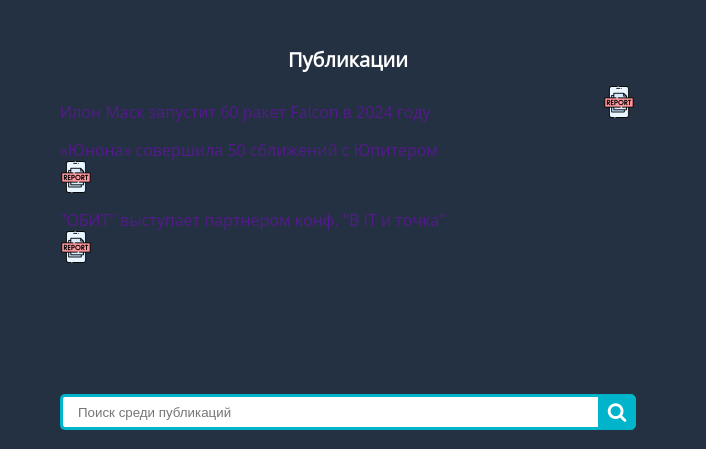 Публикации
Илон Маск запустит 60 ракет Falcon в 2024 году
REPORT
«Юнона» совершила 50 сближений с Юпитером
REPORT
"ОБИТ" выступает партнером конф. "В IT и точка"
REPORT
Поиск среди публикаций